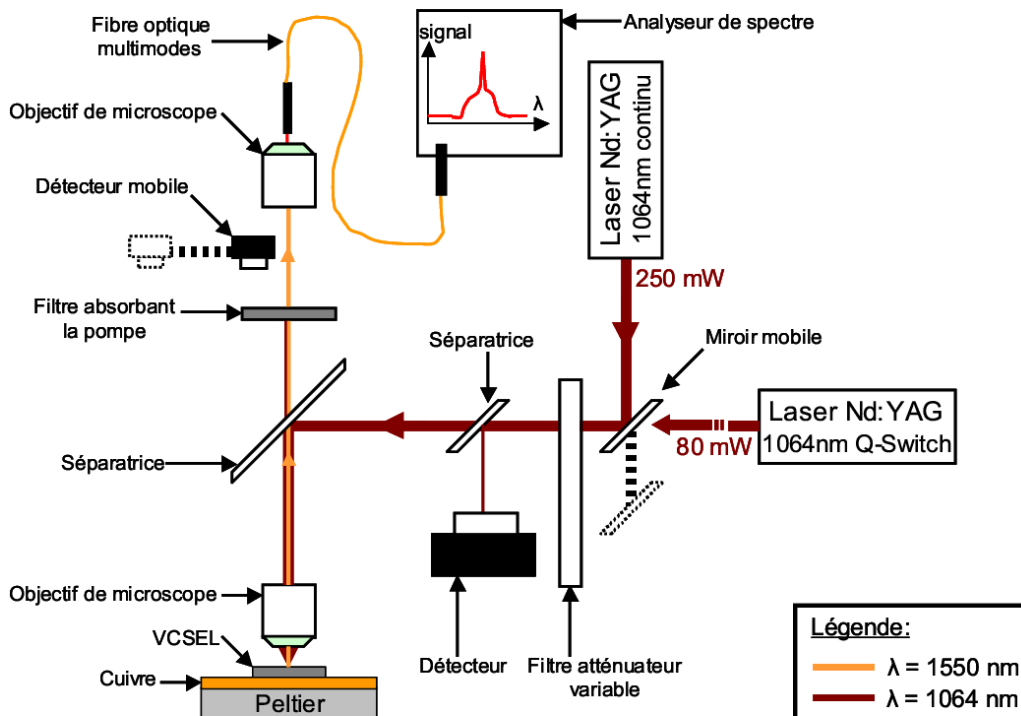 Fibre optique
multimodes
Analyseur de spectre
signal
λ
Objectif de microscope
Laser Nd:YAG
1064nm continu
Détecteur mobile
250 mW
Filtre absorbant
la pompe
Séparatrice
Miroir mobile
Laser Nd:YAG
1064nm Q-Switch
80 mW
Séparatrice
Objectif de microscope
VCSEL
Cuivre
Peltier
Détecteur
Filtre atténuateur
variable
Légende:
λ = 1550 nm
λ = 1064 nm